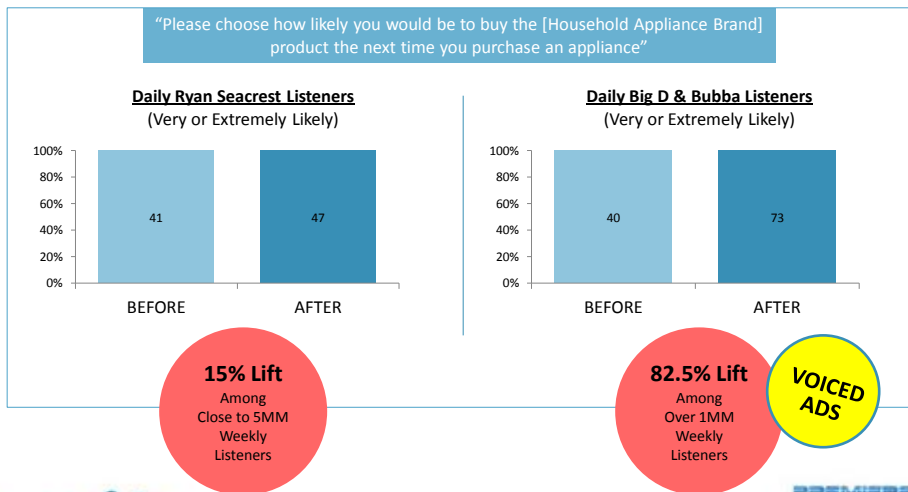 “Please choose how likely you would be to buy the [Household Appliance Brand]
product the next time you purchase an appliance”
Daily Ryan Seacrest Listeners
(Very or Extremely Likely)
100%
80%
60%
40%
20%
0%
41
47
BEFORE
AFTER
15% Lift
Among
Close to 5MM
Weekly
Listeners
Daily Big D & Bubba Listeners
(Very or Extremely Likely)
100%
80%
60%
40%
20%
0%
40
73
BEFORE
AFTER
82.5% Lift
Among
Over 1MM
Weekly
Listeners
VOICED
ADS